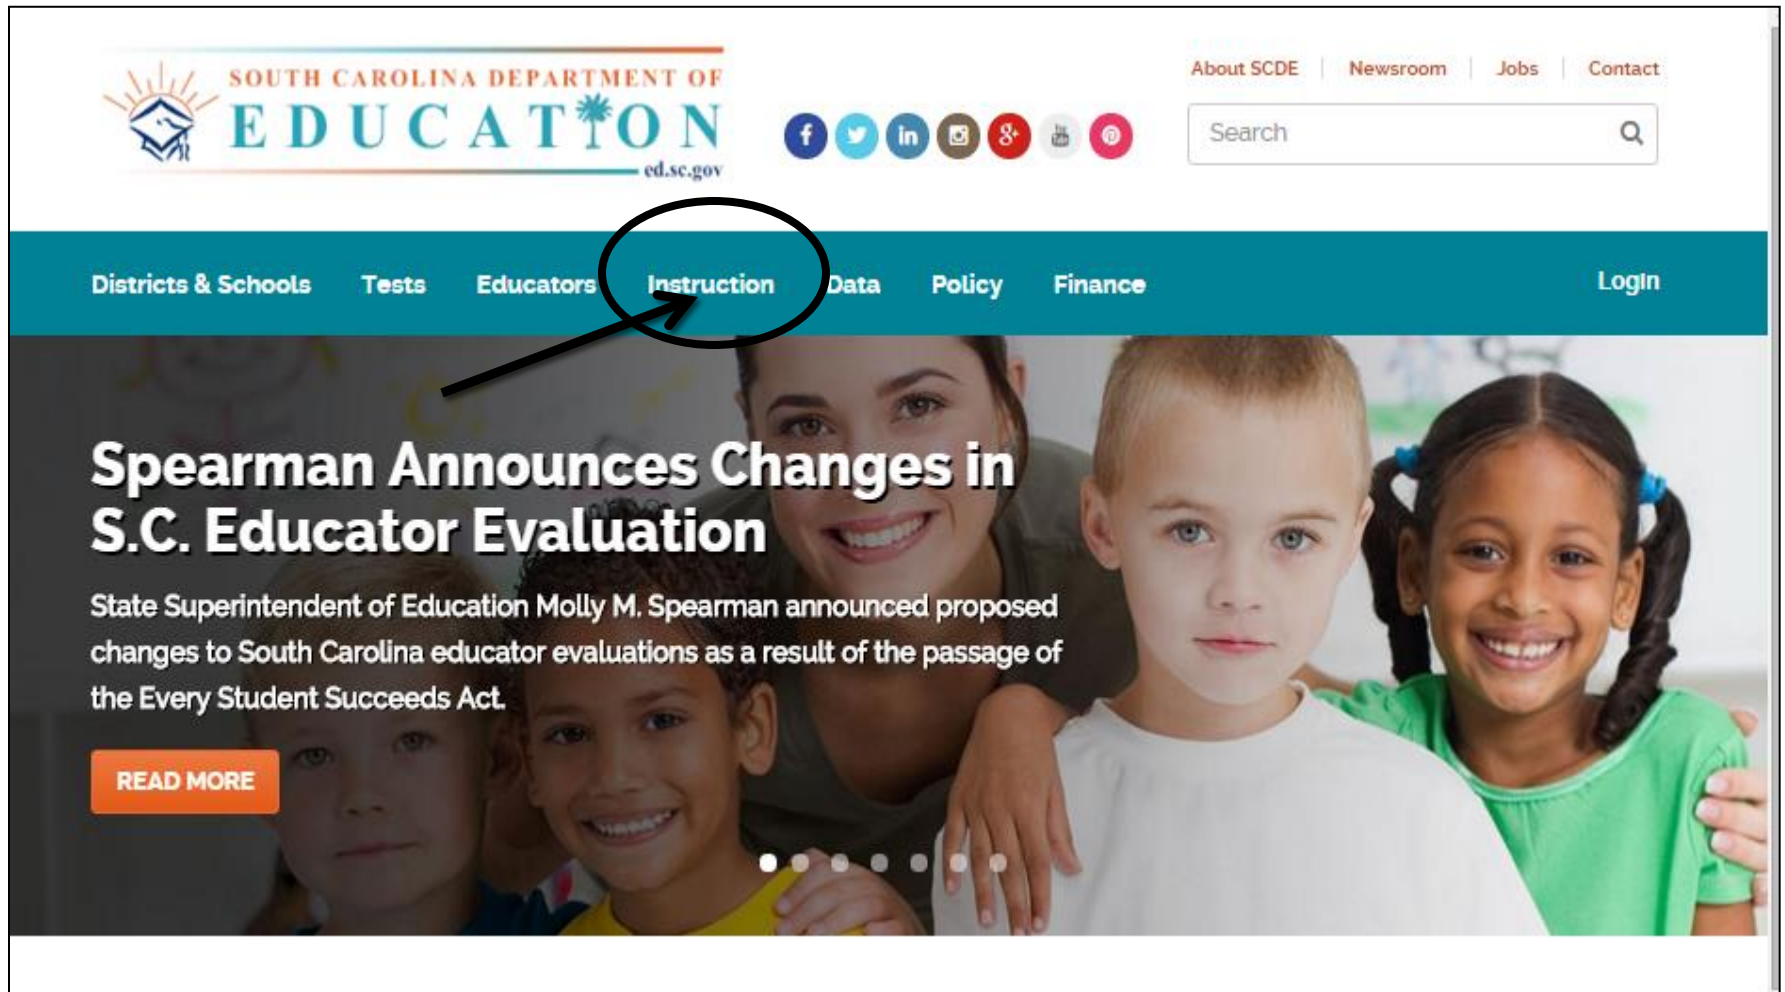 SOUTH CAROLINA DEPARTMENT OF
EDUCATION
ed.sc.gov
About SCDE
Newsroom
Jobs
Contact
Search
Districts & Schools
Tests
Educators
Instruction
Data
Policy
Finance
Login
Spearman Announces Changes in
S.C. Educator Evaluation
State Superintendent of Education Molly M. Spearman announced proposed
changes to South Carolina educator evaluations as a result of the passage of
the Every Student Succeeds Act.
READ MORE